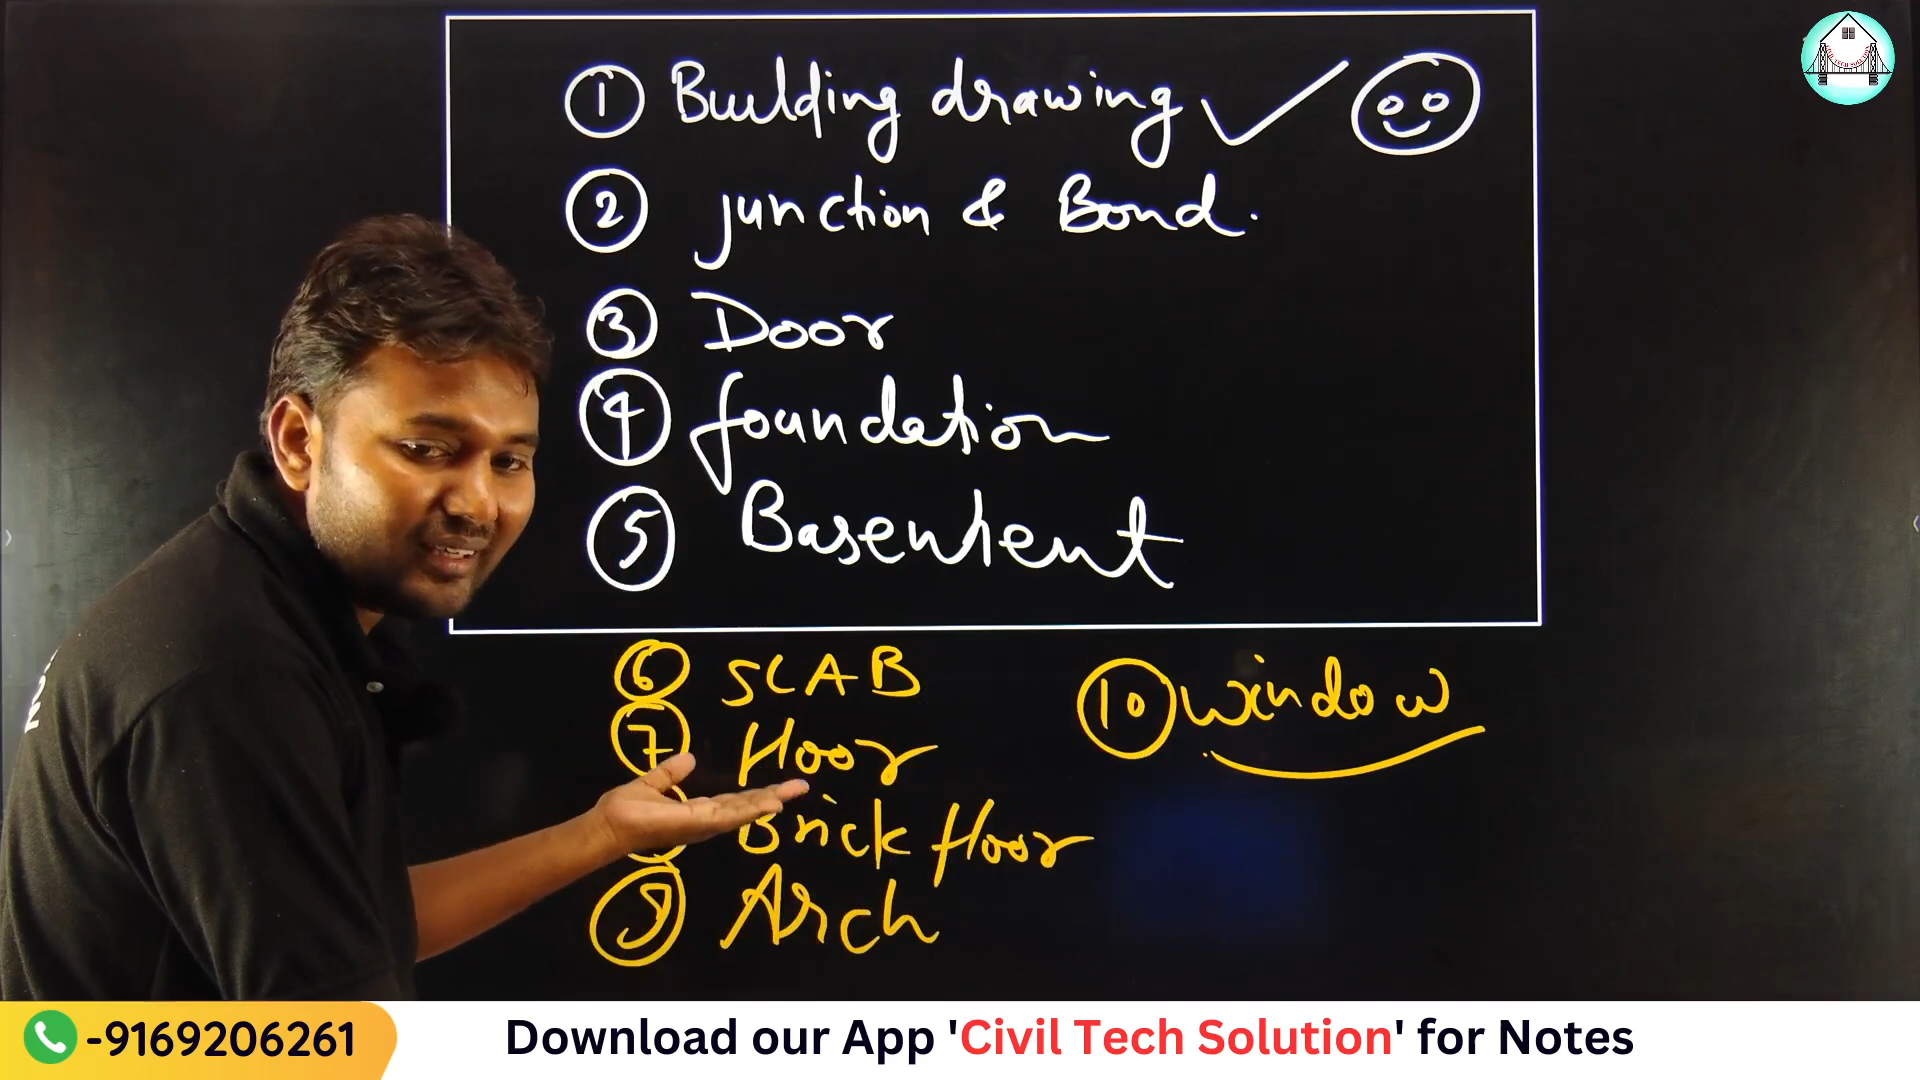 1 Building drawing
2 junction & Bond.
3 Door
4 foundation
5 Basement
6 SLAB
7 floor
Brick floor
9 Arch
10 window
-9169206261
Download our App 'Civil Tech Solution' for Notes